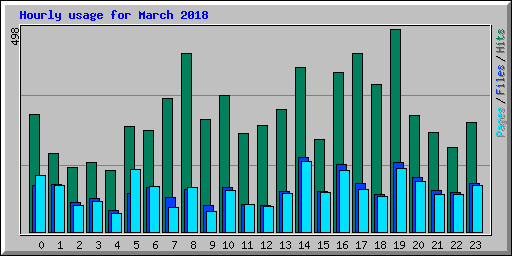 Hourly usage for March 2018
498
Pages/Files/Hits
0 1 2 3 4 5 6 7 8 9 10 11 12 13 14 15 16 17 18 19 20 21 22 23